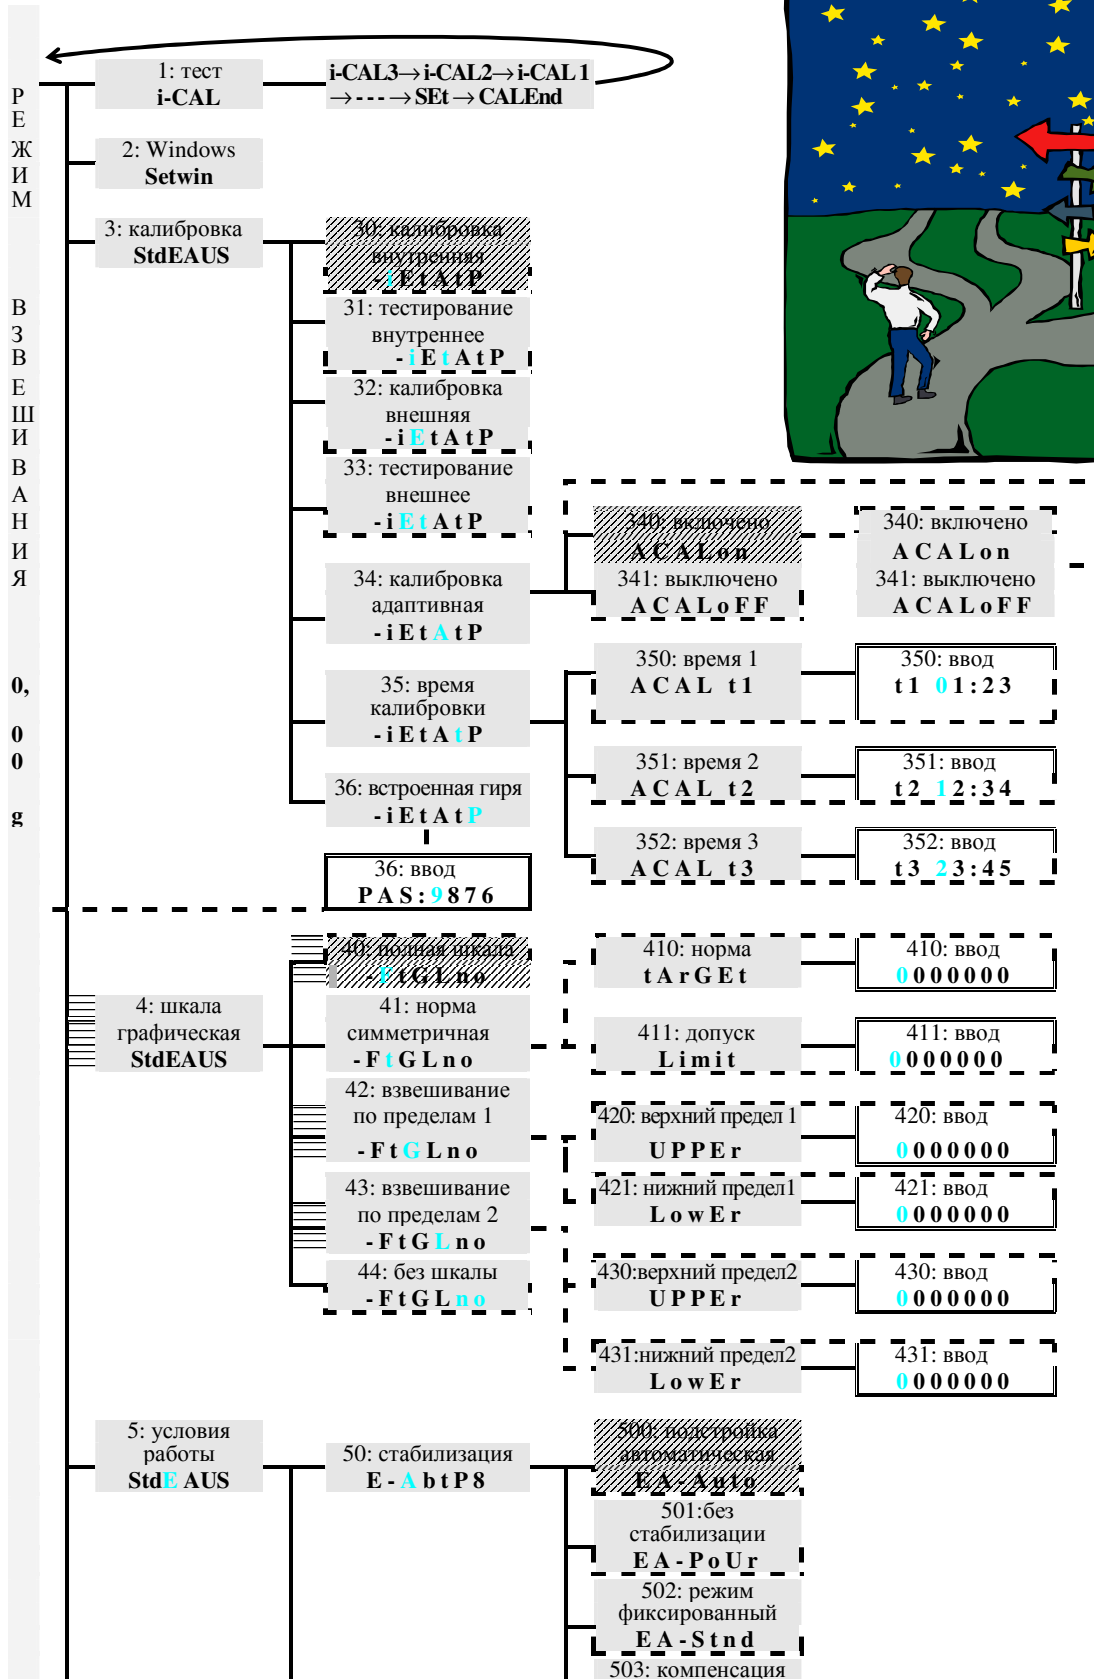 РЕЖИМ ВЗВЕШИВАНИЯ 0,00 g
1: тест
i-CAL
i-CAL3→i-CAL2→i-CAL1
→---→SEt→CALEnd
2: Windows
Setwin
3: калибровка
StdEAUS
30: калибровка
внутренняя
-iEtAtP
31: тестирование
внутреннее
-iEtAtP
32: калибровка
внешняя
-iEtAtP
33: тестирование
внешнее
-iEtAtP
34: калибровка
адаптивная
-iEtAtP
340: включено
ACALon
341: выключено
ACALoFF
340: включено
ACALon
341: выключено
ACALoFF
35: время
калибровки
-iEtAtP
350: время 1
ACAL t1
350: ввод
t1 01:23
351: время 2
ACAL t2
351: ввод
t2 12:34
352: время 3
ACAL t3
352: ввод
t3 23:45
36: встроенная гиря
-iEtAtP
36: ввод
PAS:9876
4: шкала
графическая
StdEAUS
40: полная шкала
-FtGLno
41: норма
симметричная
-FtGLno
410: норма
tArGEt
410: ввод
0000000
411: допуск
Limit
411: ввод
0000000
42: взвешивание
по пределам 1
-FtGLno
420: верхний предел 1
UPPEr
420: ввод
0000000
421: нижний предел1
LowEr
421: ввод
0000000
43: взвешивание
по пределам 2
-FtGLno
430:верхний предел2
UPPEr
430: ввод
0000000
431:нижний предел2
LowEr
431: ввод
0000000
44: без шкалы
-FtGLno
5: условия
работы
StdEAUS
50: стабилизация
E-AbtP8
500: подстройка
автоматическая
EA-Auto
501:без
стабилизации
EA-PoUr
502: режим
фиксированный
EA-Stnd
503: компенсация